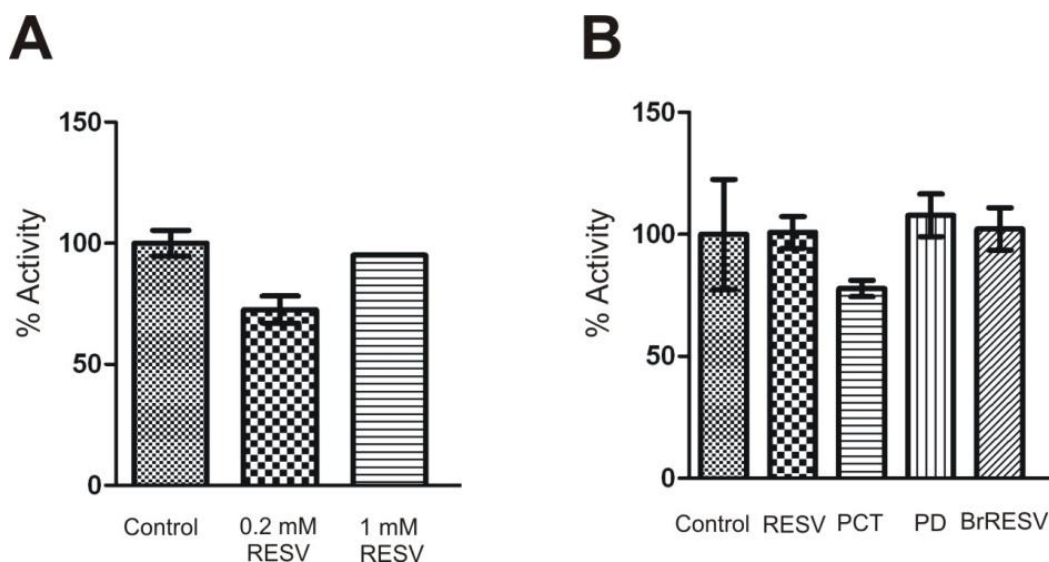 A
150
100
50
0
% Activity
Control
0.2 mM
RESV
1 mM
RESV
B
150
100
50
0
% Activity
Control
RESV
PCT
PD
BrRESV